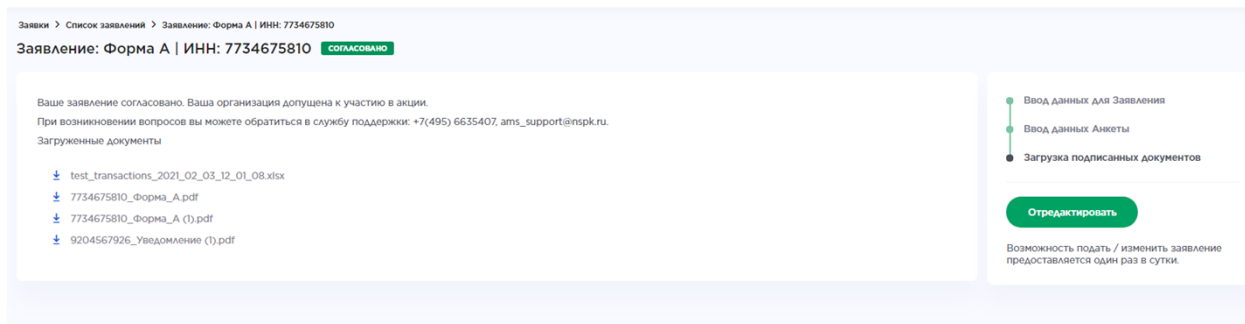 Заявки > Список заявлений > Заявление: Форма А | ИНН: 7734675810
Заявление: Форма А | ИНН: 7734675810 СОГЛАСОВАНО
Ваше заявление согласовано. Ваша организация допущена к участию в акции.
При возникновении вопросов вы можете обратиться в службу поддержки: +7(495) 6635407, ams_support@nspk.ru.
Загруженные документы
test_transactions_2021_02_03_12_01_08.xlsx
7734675810_Форма_А.pdf
7734675810_Форма_А (1).pdf
9204567926_Уведомление (1).pdf
Ввод данных для Заявления
Ввод данных Анкеты
Загрузка подписанных документов
Отредактировать
Возможность подать / изменить заявление
предоставляется один раз в сутки.